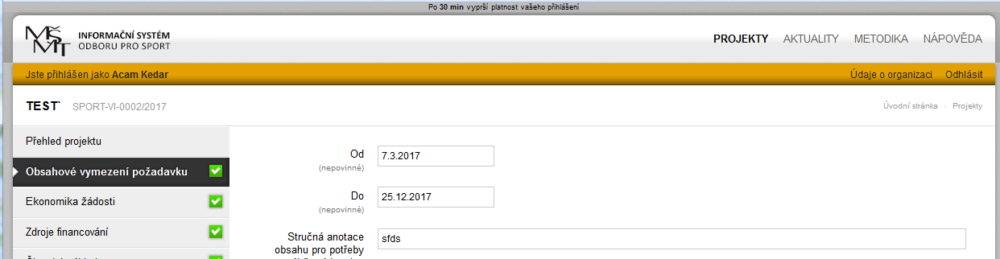 Po 30 min vyprší platnost vašeho přihlášení
MŠMT
INFORMAČNÍ SYSTÉM
ODBORU PRO SPORT
PROJEKTY AKTUALITY METODIKA NÁPOVĚDA
Jste přihlášen jako Acam Kedar
Údaje o organizaci Odhlásit
TEST SPORT-VI-0002/2017
Úvodní stránka Projekty
Přehled projektu
Obsahové vymezení požadavku
Ekonomika žádosti
Zdroje financování
Od 7.3.2017
(nepovinné)
Do 25.12.2017
(nepovinné)
Stručná anotace sfds
obsahu pro potřeby